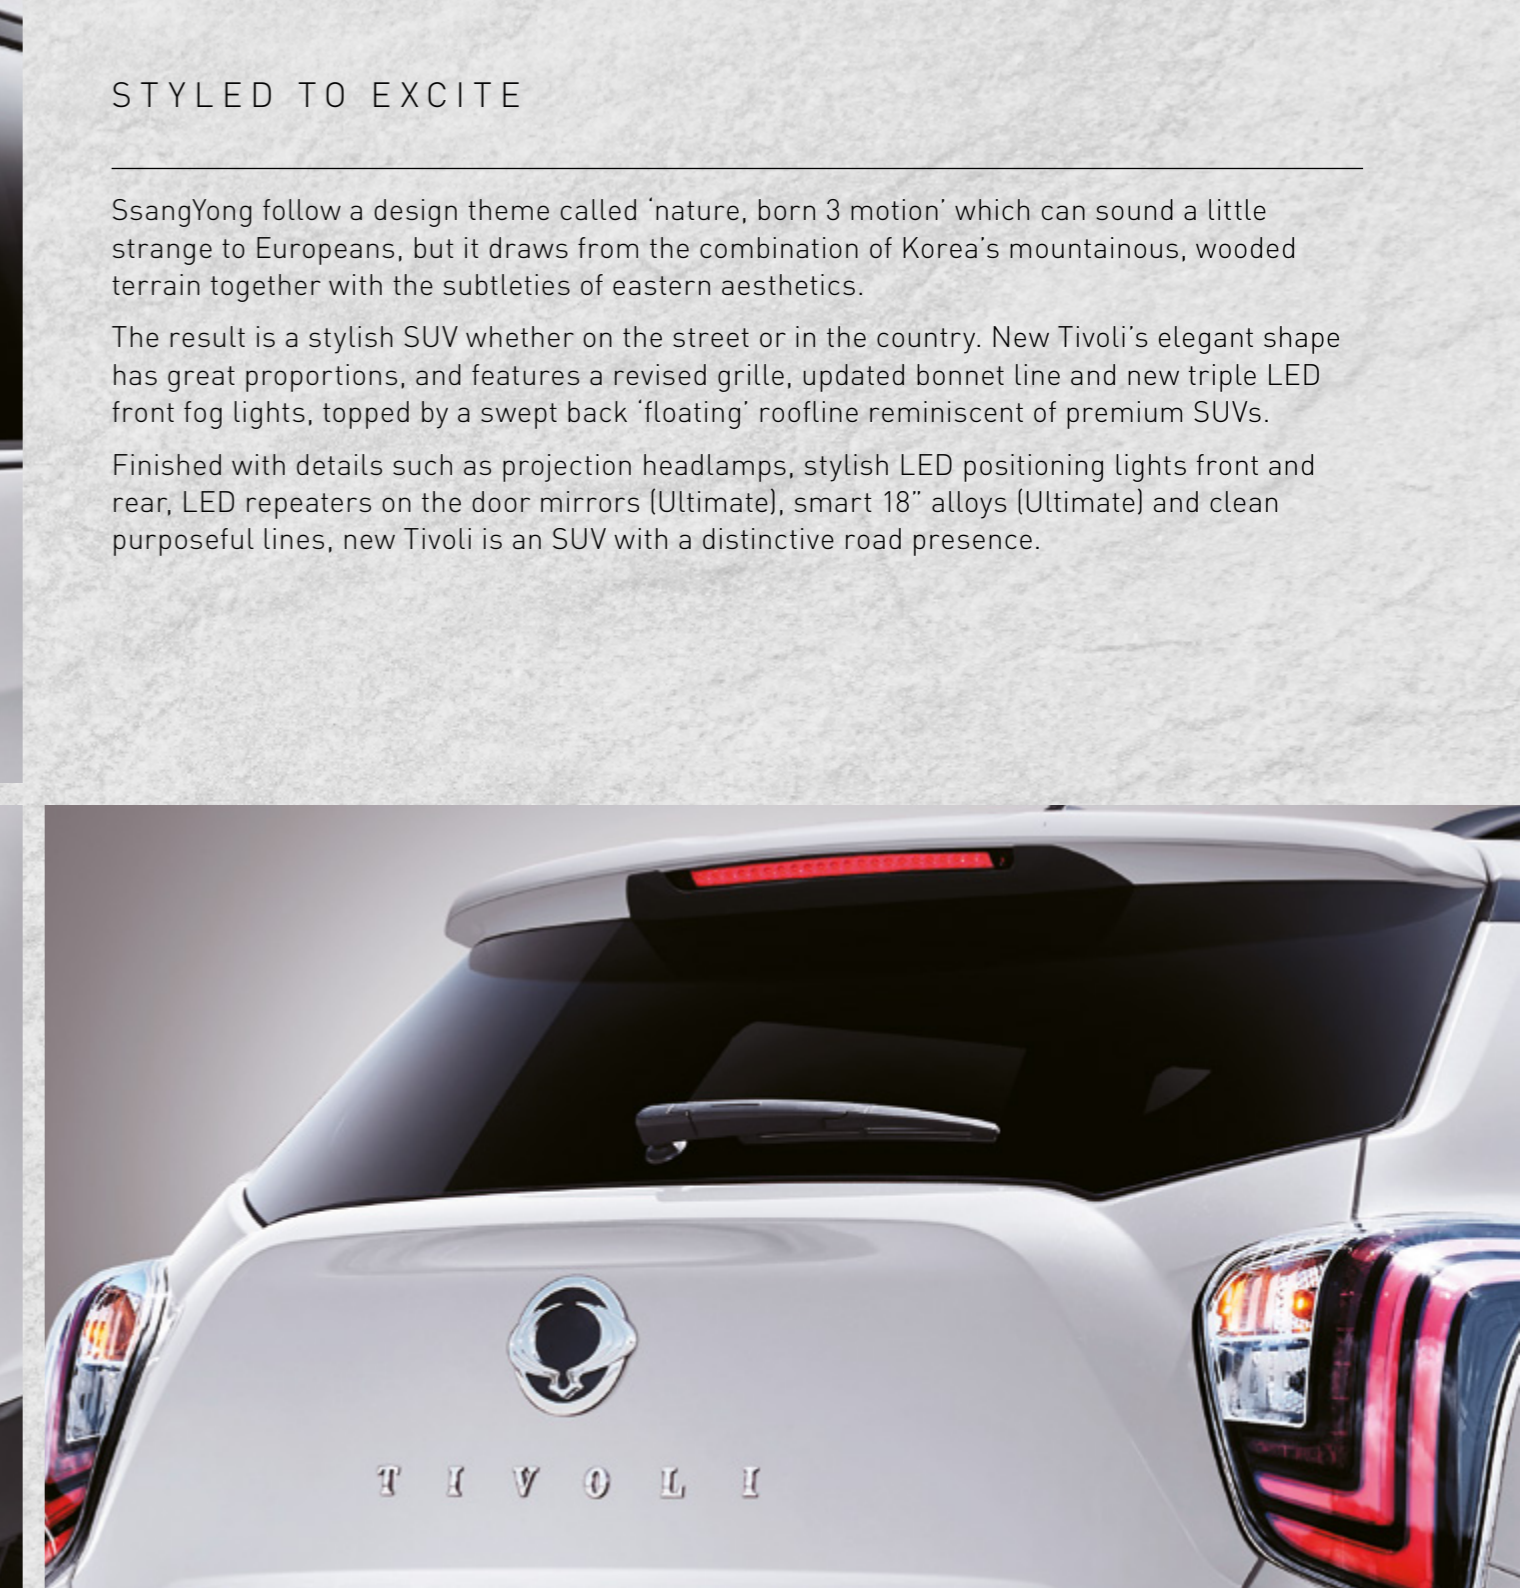 STYLED TO EXCITE
SsangYong follow a design theme called ‘nature, born 3 motion’ which can sound a little
strange to Europeans, but it draws from the combination of Korea’s mountainous, wooded
terrain together with the subtleties of eastern aesthetics.
The result is a stylish SUV whether on the street or in the country. New Tivoli’s elegant shape
has great proportions, and features a revised grille, updated bonnet line and new triple LED
front fog lights, topped by a swept back ‘floating’ roofline reminiscent of premium SUVs.
Finished with details such as projection headlamps, stylish LED positioning lights front and
rear, LED repeaters on the door mirrors (Ultimate), smart 18” alloys (Ultimate) and clean
purposeful lines, new Tivoli is an SUV with a distinctive road presence.
TIVOLI